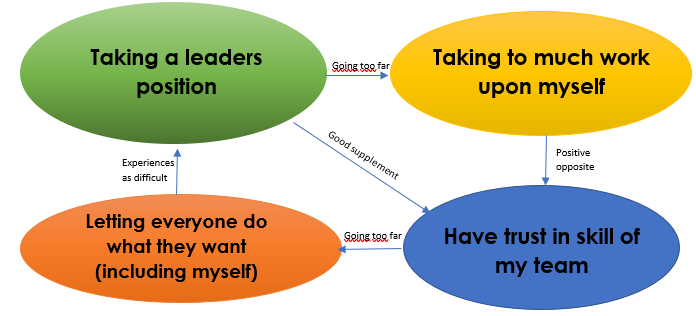 Taking a leaders
position
Going too far
Taking to much work
upon myself
Experiences
as difficult
Good supplement
Positive
opposite
Letting everyone do
what they want
(including myself)
Going too far
Have trust in skill of
my team